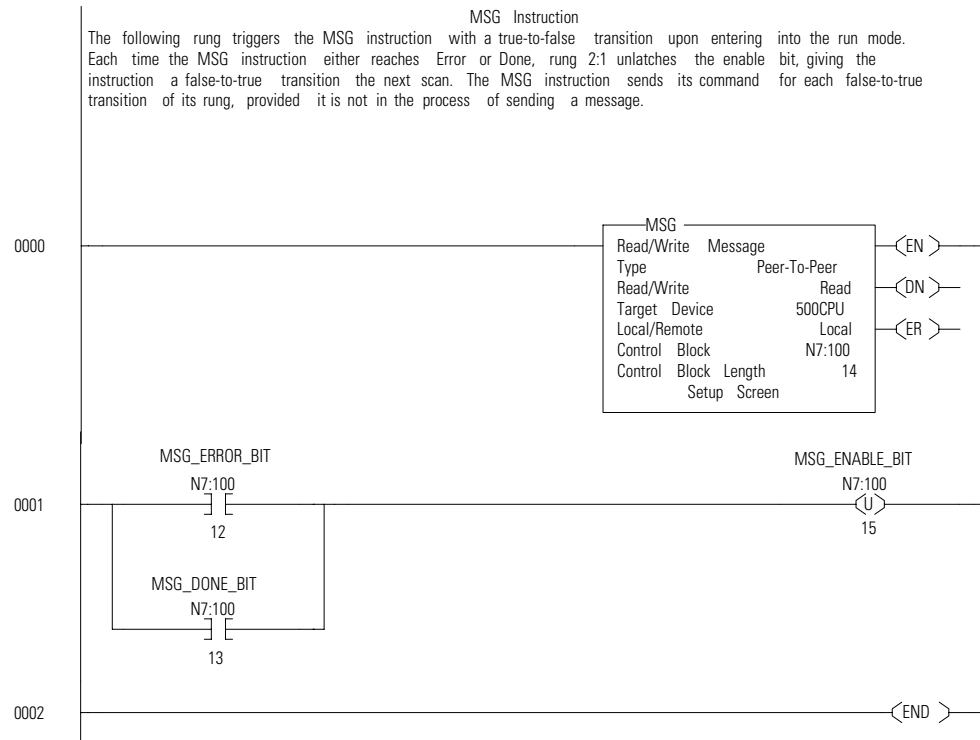 MSG Instruction
The following rung triggers the MSG instruction with a true-to-false transition upon entering into the run mode.
Each time the MSG instruction either reaches Error or Done, rung 2:1 unlatches the enable bit, giving the
instruction a false-to-true transition the next scan. The MSG instruction sends its command for each false-to-true
transition of its rung, provided it is not in the process of sending a message.
0000
MSG
Read/Write Message
Type Peer-To-Peer
Read/Write Read
Target Device 500CPU
Local/Remote Local
Control Block N7:100
Control Block Length 14
Setup Screen
EN
DN
ER
0001
MSG_ERROR_BIT
N7:100
12
MSG_DONE_BIT
N7:100
13
MSG_ENABLE_BIT
N7:100
U
15
0002
END